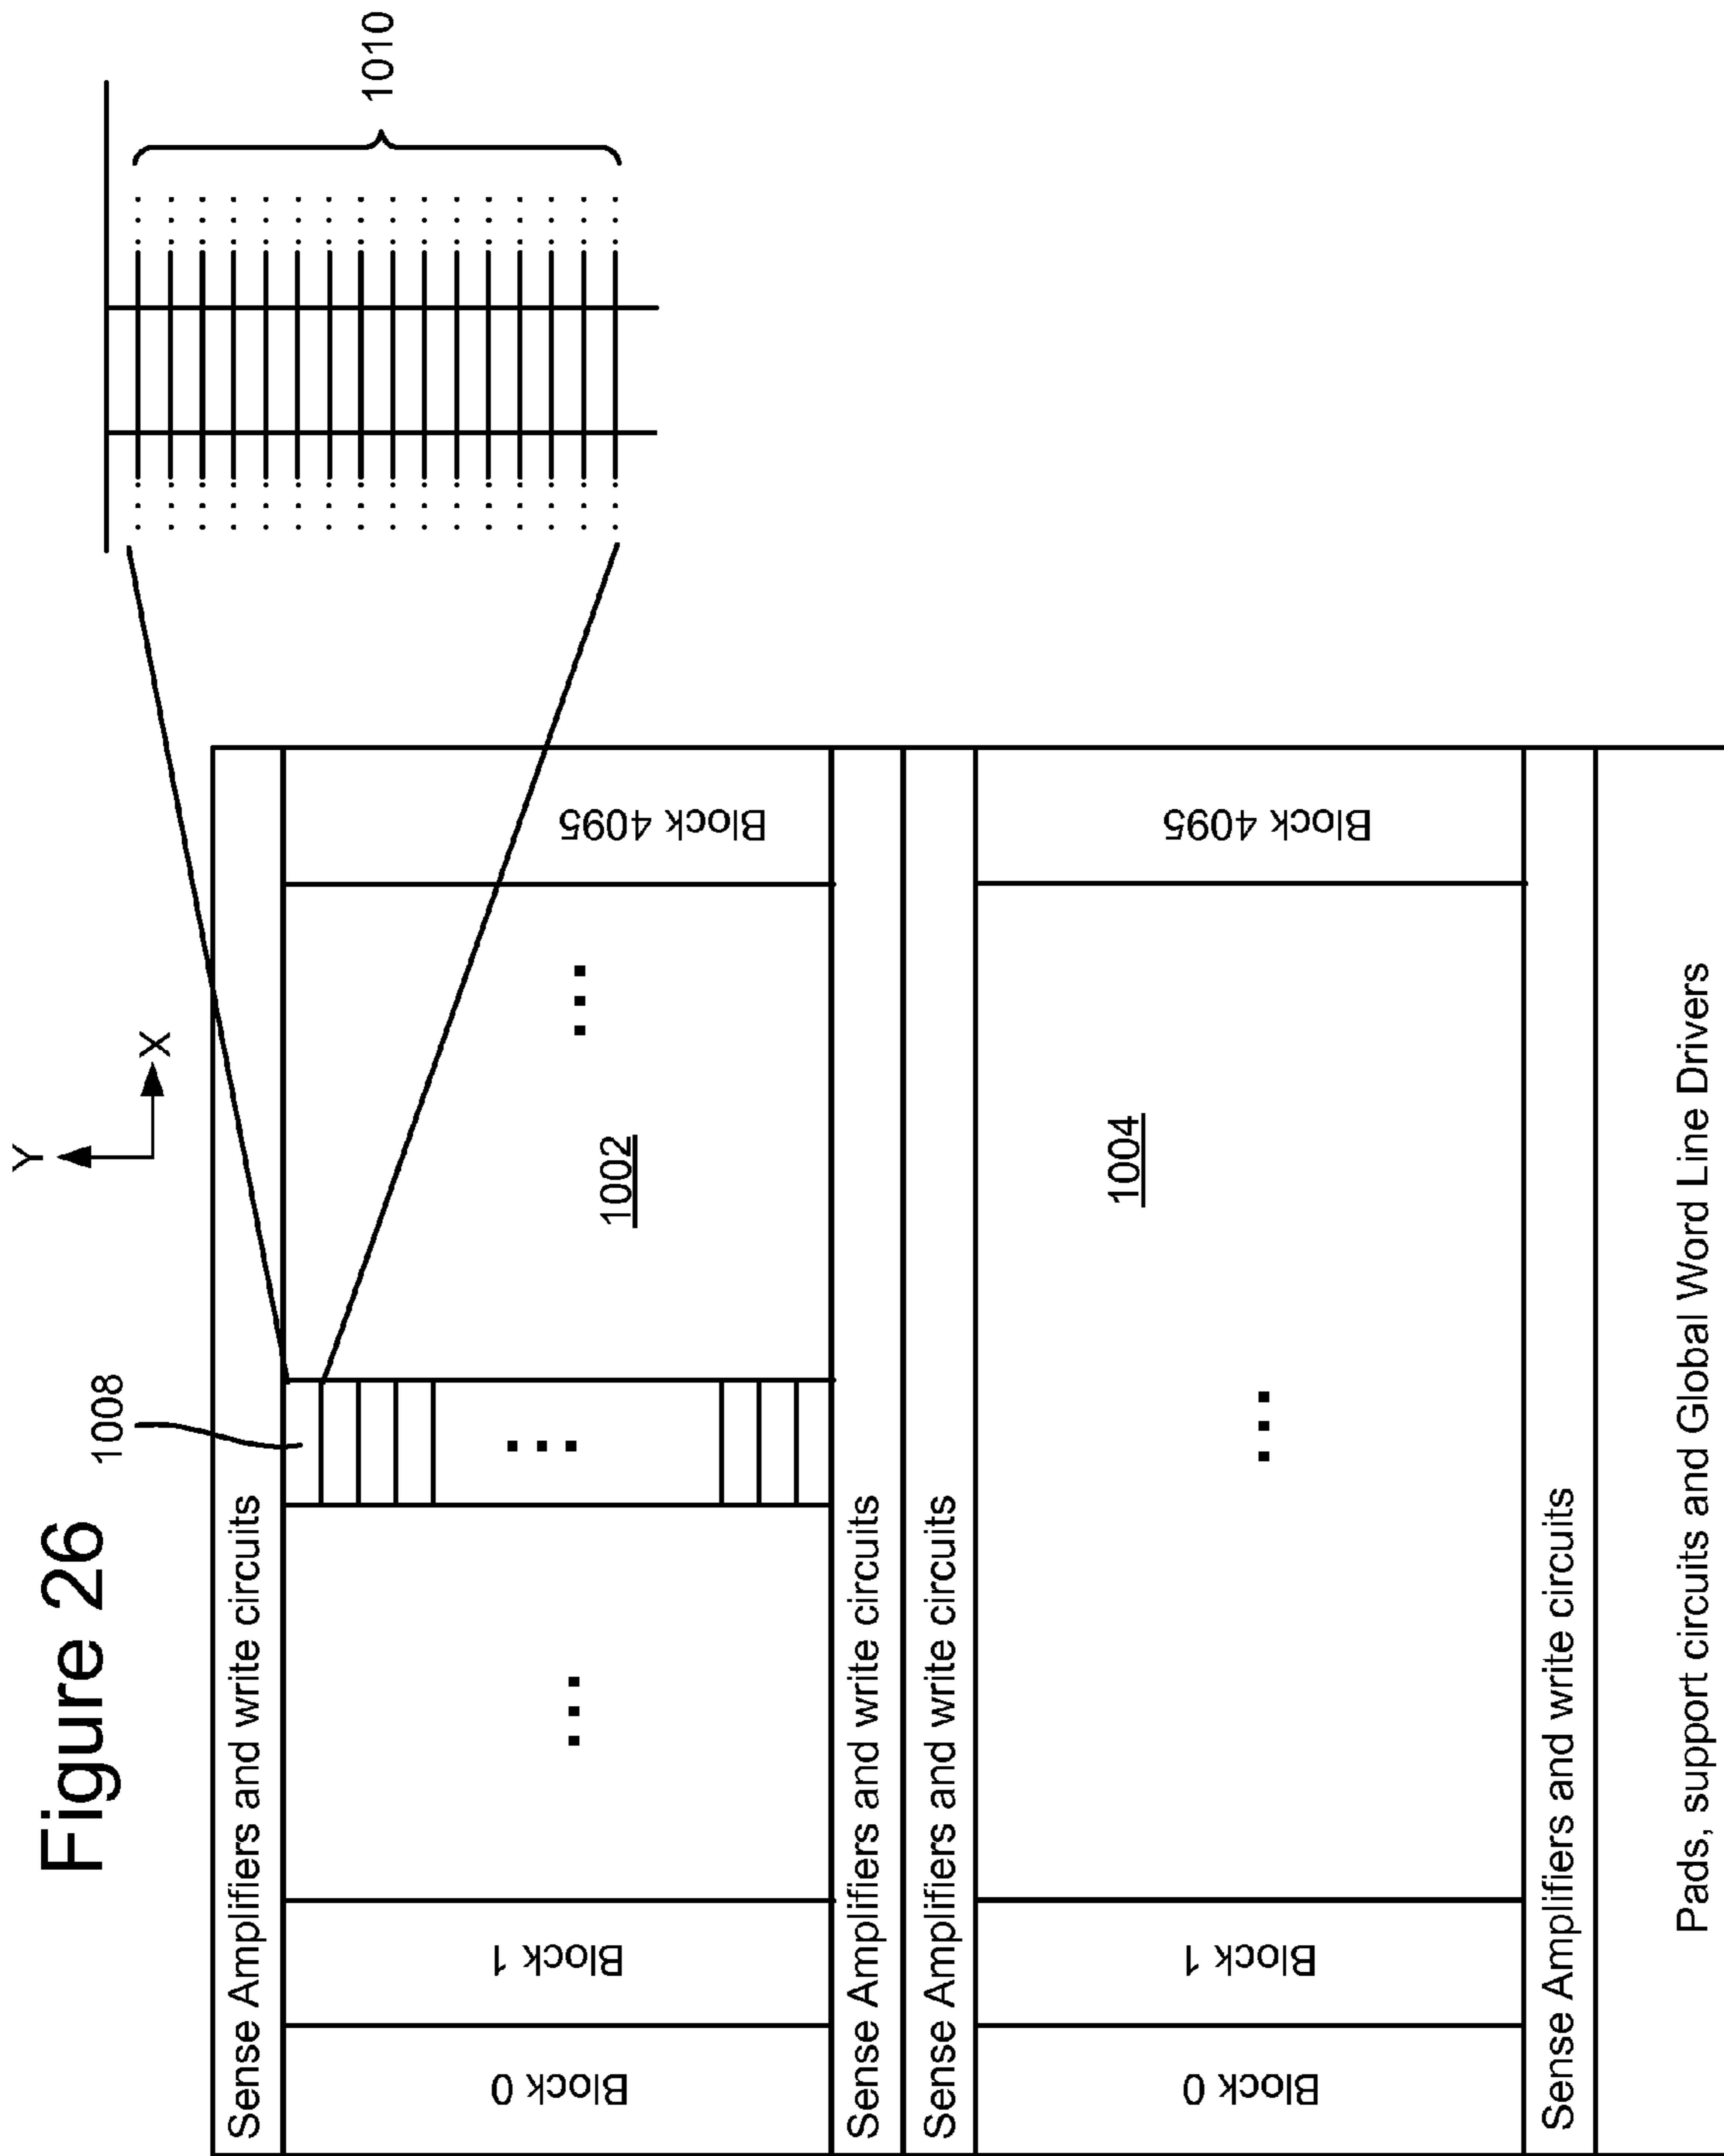 Figure 26
Y
X
1008
1010
Sense Amplifiers and write circuits
Block 0
Block 1
...
...
1002
...
Block 4095
Sense Amplifiers and write circuits
Sense Amplifiers and write circuits
Block 0
Block 1
...
1004
Block 4095
Sense Amplifiers and write circuits
Pads, support circuits and Global Word Line Drivers